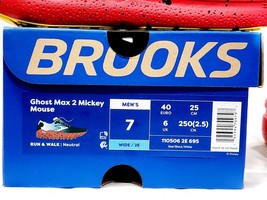 BROOKS
Ghost Max 2 Mickey
Mouse
MEN'S
7
WIDE / 2E
40
EURO
25
CM
6
UK
250(2.5)
CN
110506 2E 695
RUN & WALK | Neutral